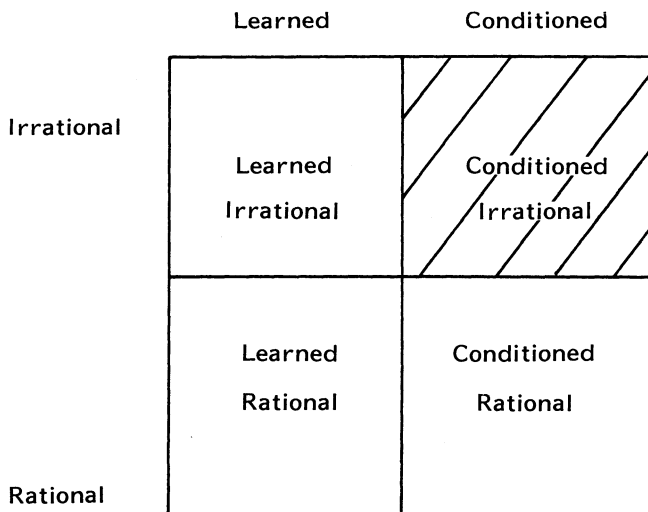 Learned Conditioned
Irrational
Learned Conditioned
Irrational Irrational
Learned Conditioned
Rational Rational
Rational